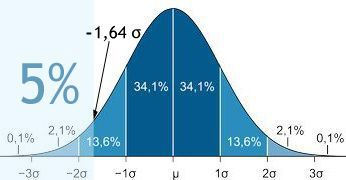 -1,64 σ
5%
34,1% 34,1%
0,1% 2,1% 13,6% 13,6% 2,1% 0,1%
−3σ −2σ −1σ μ 1σ 2σ 3σ